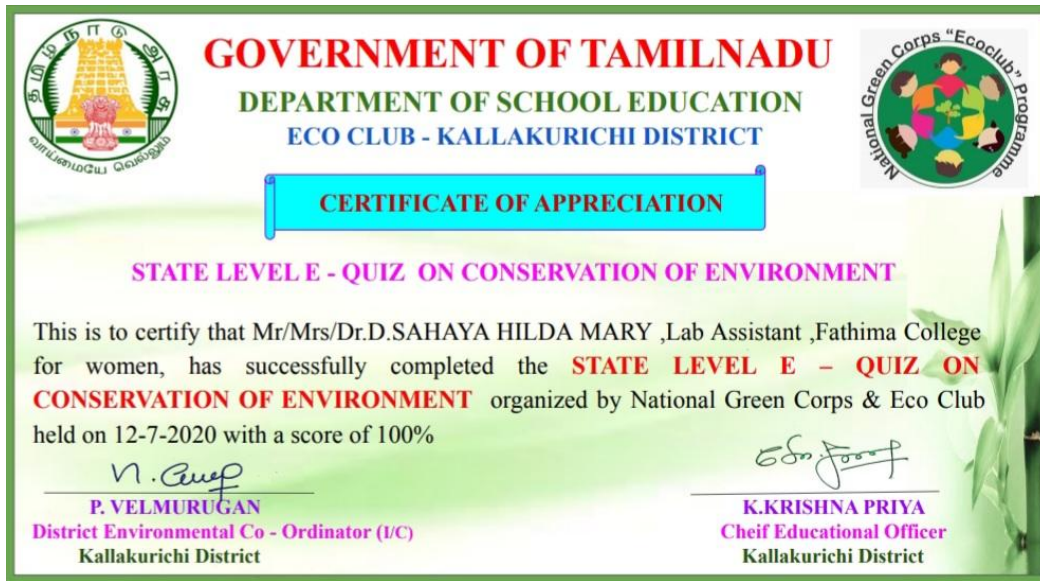 தமிழ்நாடு அரசு
வாய்மையே வெல்லும்
GOVERNMENT OF TAMILNADU
DEPARTMENT OF SCHOOL EDUCATION
ECO CLUB - KALLAKURICHI DISTRICT
National Green Corps "Ecoclub" Programme
CERTIFICATE OF APPRECIATION
STATE LEVEL E - QUIZ ON CONSERVATION OF ENVIRONMENT
This is to certify that Mr/Mrs/Dr.D.SAHAYA HILDA MARY ,Lab Assistant ,Fathima College
for women, has successfully completed the STATE LEVEL E – QUIZ ON
CONSERVATION OF ENVIRONMENT organized by National Green Corps & Eco Club
held on 12-7-2020 with a score of 100%
P. VELMURUGAN
District Environmental Co - Ordinator (I/C)
Kallakurichi District
K.KRISHNA PRIYA
Cheif Educational Officer
Kallakurichi District